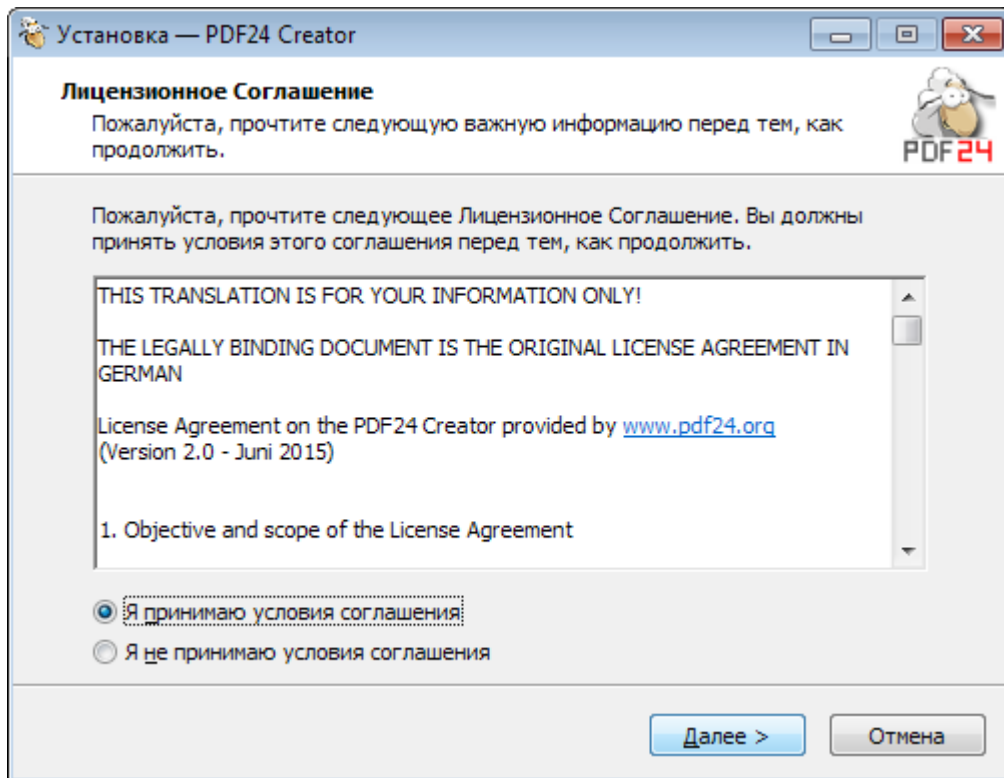 Установка — PDF24 Creator
Лицензионное Соглашение
Пожалуйста, прочтите следующую важную информацию перед тем, как
продолжить.
PDF24
Пожалуйста, прочтите следующее Лицензионное Соглашение. Вы должны
принять условия этого соглашения перед тем, как продолжить.
THIS TRANSLATION IS FOR YOUR INFORMATION ONLY!
THE LEGALLY BINDING DOCUMENT IS THE ORIGINAL LICENSE AGREEMENT IN
GERMAN
License Agreement on the PDF24 Creator provided by www.pdf24.org
(Version 2.0 - Juni 2015)
1. Objective and scope of the License Agreement
Я принимаю условия соглашения
Я не принимаю условия соглашения
Далее >
Отмена